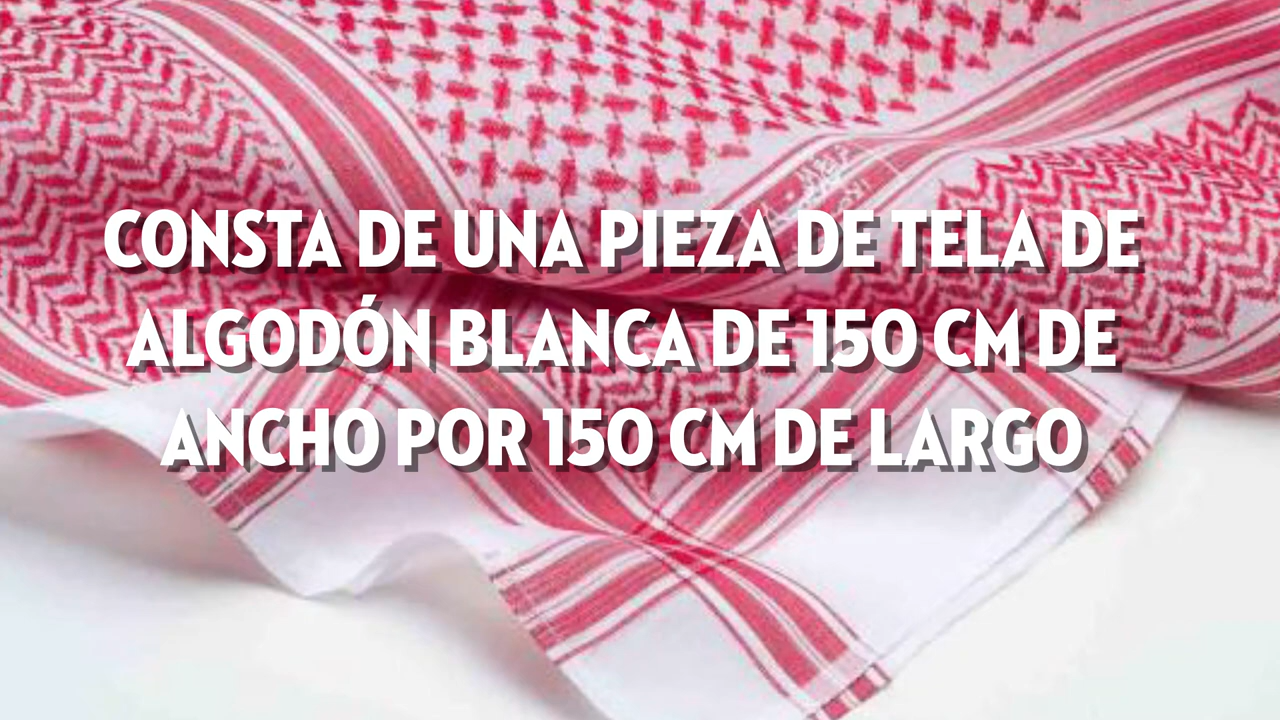 CONSTA DE UNA PIEZA DE TELA DE
ALGODÓN BLANCA DE 150 CM DE
ANCHO POR 150 CM DE LARGO